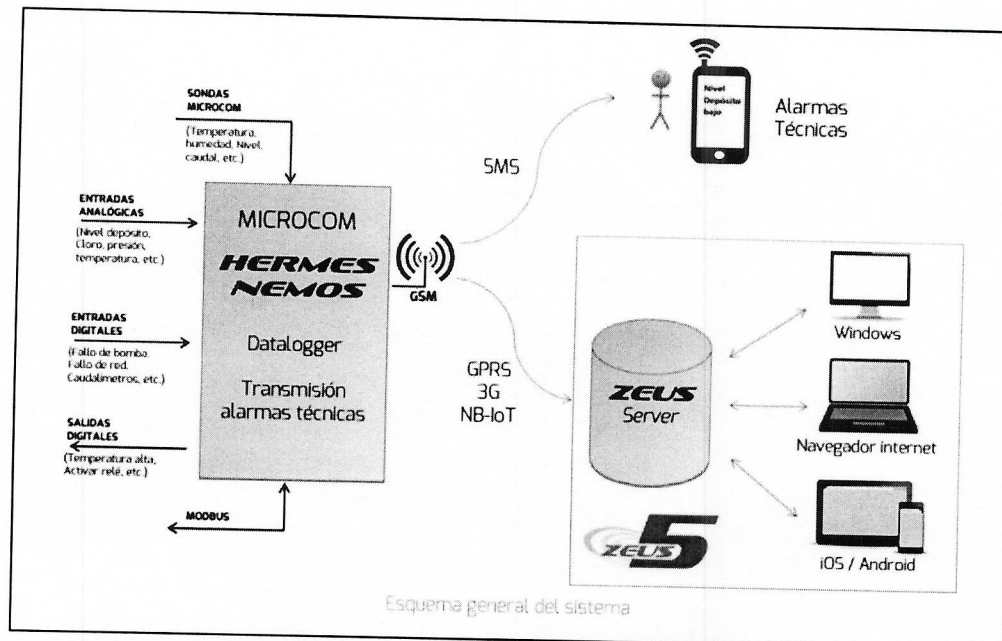 SONDAS
MICROCOM
(Temperatura,
humedad, Nivel,
caudal, etc.)
ENTRADAS
ANALÓGICAS
(Nivel depósito,
Cloro, presión,
temperatura, etc.)
ENTRADAS
DIGITALES
(Fallo de bomba
Fallo de red,
Caudalímetros, etc.)
SALIDAS
DIGITALES
(Temperatura alta,
Activar relé, etc.)
MODBUS
MICROCOM
HERMES
NEMOS
Datalogger
Transmisión
alarmas técnicas
GSM
SMS
GPRS
3G
NB-IoT
Nivel
Depósito
bajo
Alarmas
Técnicas
ZEUS
Server
ZEUS 5
Windows
Navegador internet
iOS / Android
Esquema general del sistema